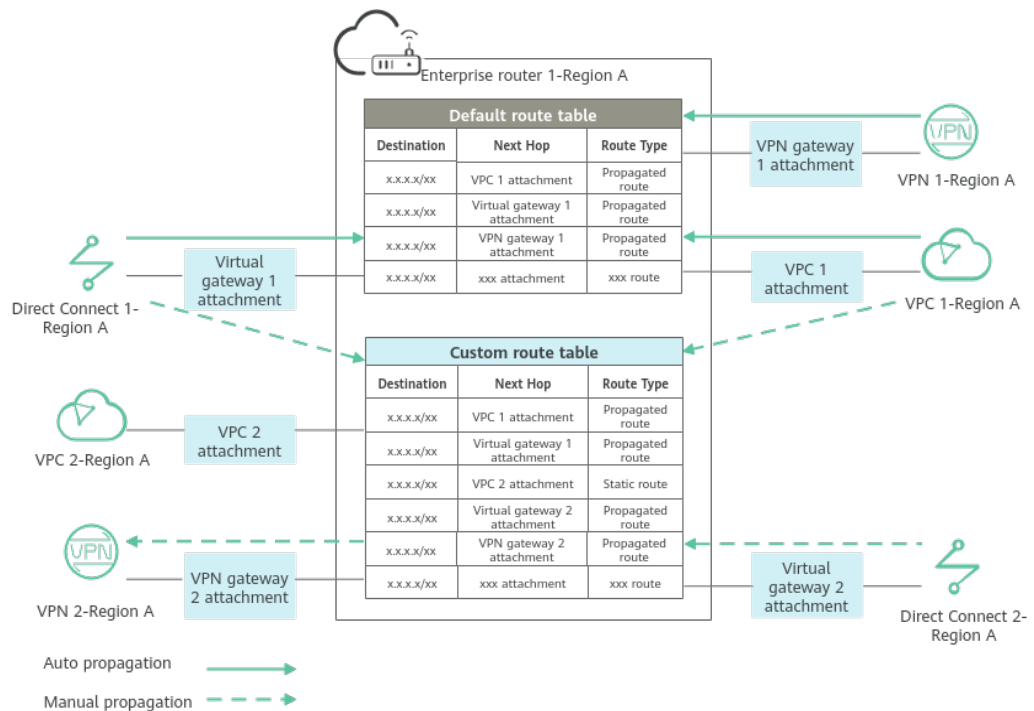 Enterprise router 1-Region A
Default route table
Destination Next Hop Route Type
x.x.x.x/xx VPC 1 attachment Propagated
route
x.x.x.x/xx Virtual gateway 1
attachment Propagated
route
x.x.x.x/xx VPN gateway 1
attachment Propagated
route
x.x.x.x/xx xxx attachment xxx route
VPN gateway
1 attachment
VPN
VPN 1-Region A
Virtual
gateway 1
attachment
Direct Connect 1-
Region A
VPC 1
attachment
VPC 1-Region A
Custom route table
Destination Next Hop Route Type
x.x.x.x/xx VPC 1 attachment Propagated
route
x.x.x.x/xx Virtual gateway 1
attachment Propagated
route
x.x.x.x/xx VPC 2 attachment Static route
x.x.x.x/xx Virtual gateway 2
attachment Propagated
route
x.x.x.x/xx VPN gateway 2
attachment Propagated
route
x.x.x.x/xx xxx attachment xxx route
VPC 2
attachment
VPC 2-Region A
VPN
VPN gateway
2 attachment
VPN 2-Region A
Virtual
gateway 2
attachment
Direct Connect 2-
Region A
Auto propagation
Manual propagation